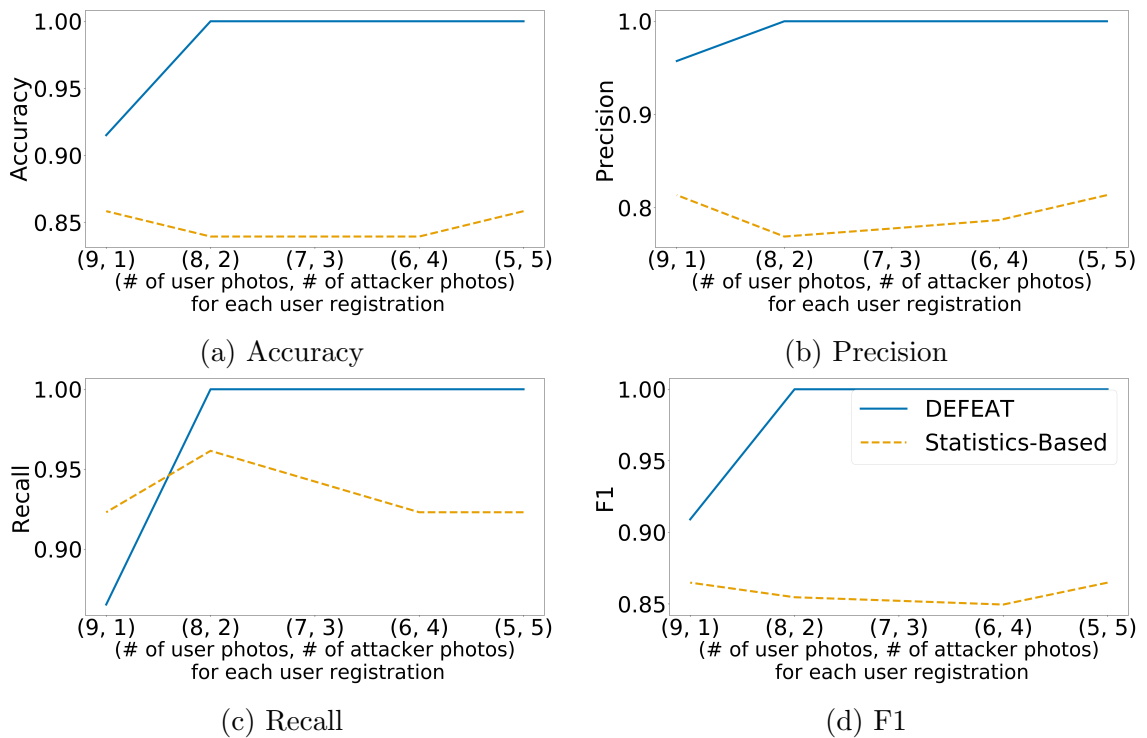 1.00
0.95
0.90
0.85
Accuracy
(9, 1) (8, 2) (7, 3) (6, 4) (5, 5)
(# of user photos, # of attacker photos)
for each user registration
(a) Accuracy
1.0
0.9
0.8
Precision
(9, 1) (8, 2) (7, 3) (6, 4) (5, 5)
(# of user photos, # of attacker photos)
for each user registration
(b) Precision
1.00
0.95
0.90
Recall
(9, 1) (8, 2) (7, 3) (6, 4) (5, 5)
(# of user photos, # of attacker photos)
for each user registration
(c) Recall
1.00
0.95
0.90
0.85
F1
DEFEAT
Statistics-Based
(9, 1) (8, 2) (7, 3) (6, 4) (5, 5)
(# of user photos, # of attacker photos)
for each user registration
(d) F1